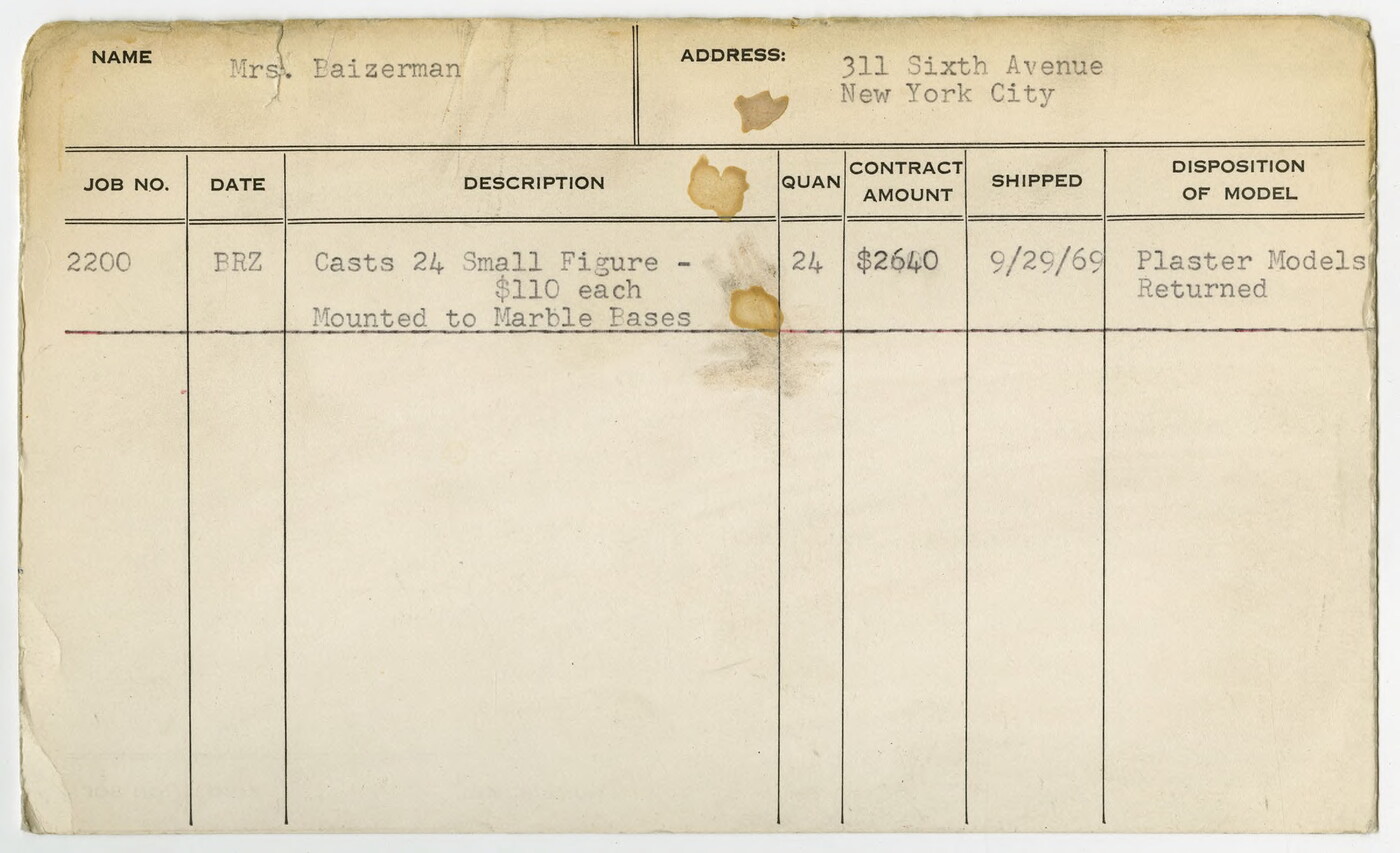 NAME Mrs. Baizerman ADDRESS: 311 Sixth Avenue
New York City
JOB NO. DATE DESCRIPTION QUAN CONTRACT AMOUNT SHIPPED DISPOSITION OF MODEL
2200 BRZ Casts 24 Small Figure - 24 $2640 9/29/69 Plaster Models
$110 each Returned
Mounted to Marble Bases